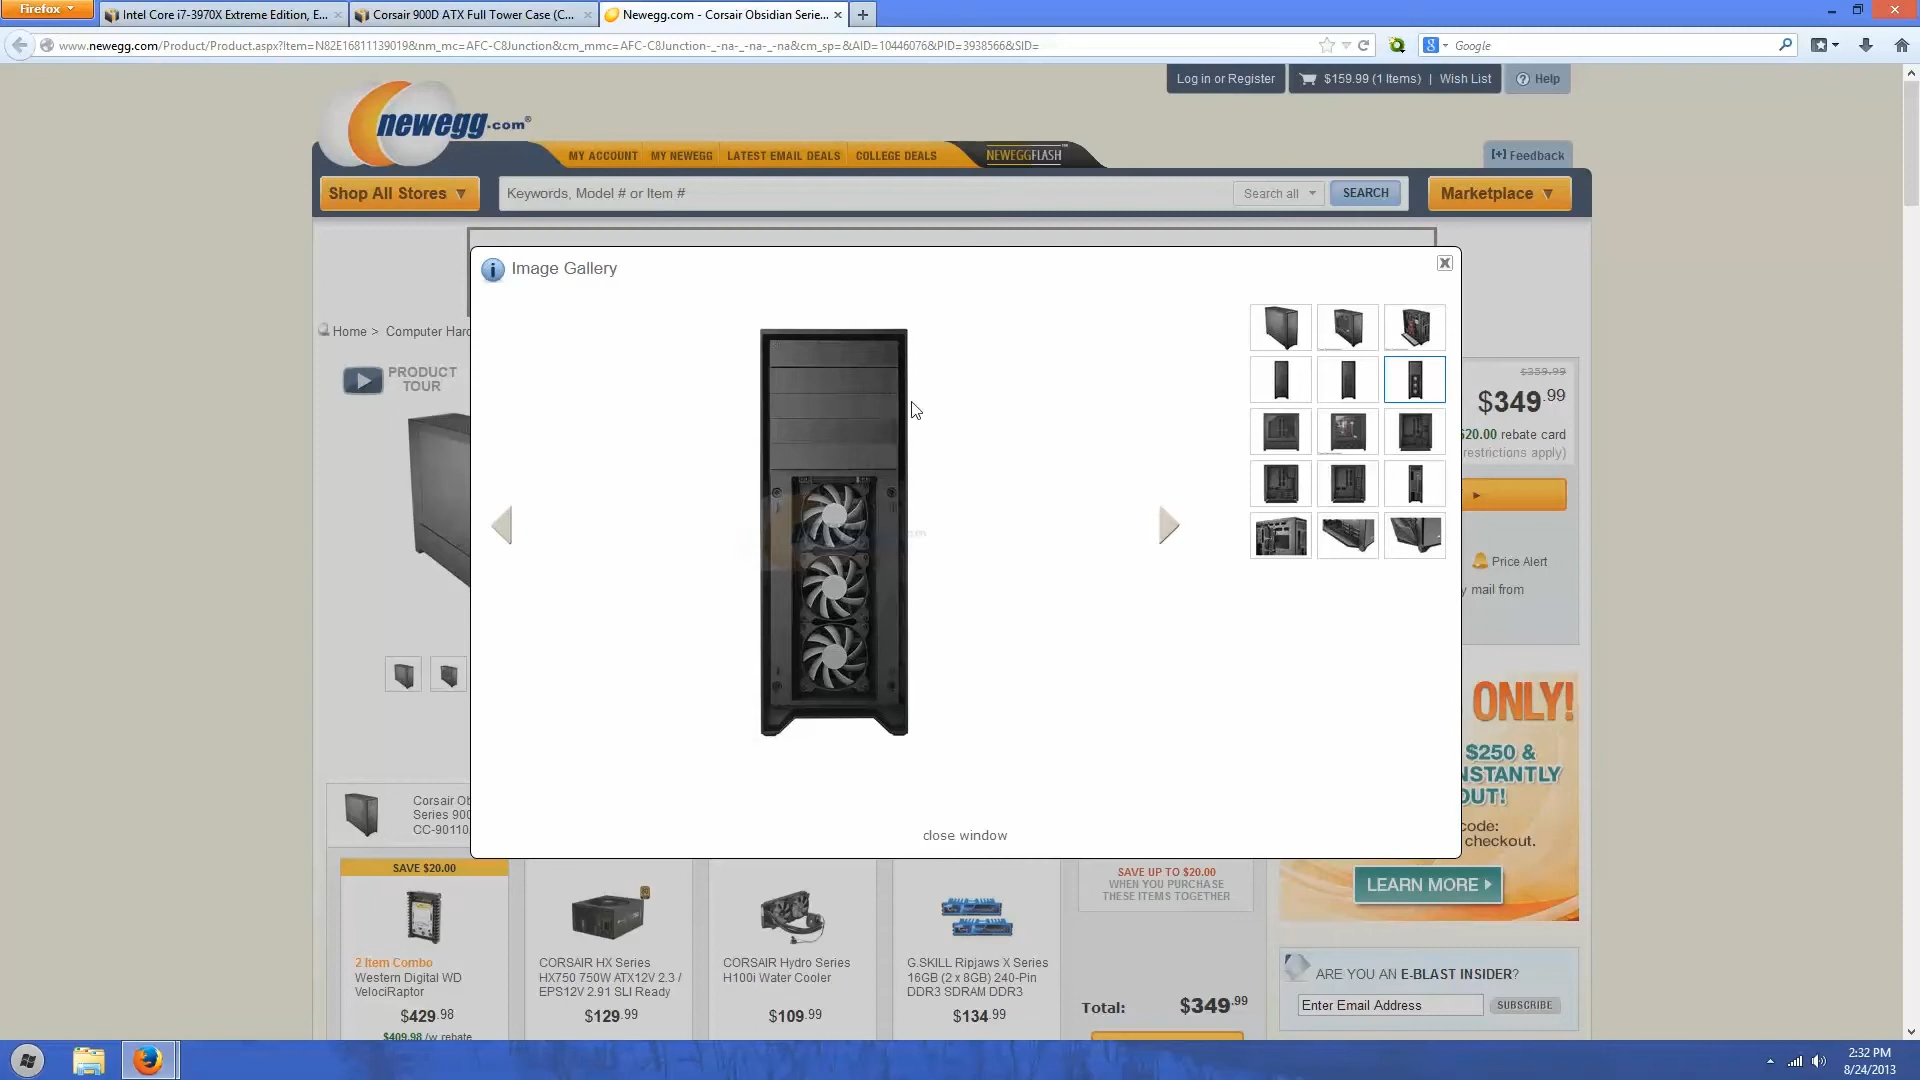 Firefox
Intel Core i7-3970X Extreme Edition, E...
Corsair 900D ATX Full Tower Case (C...
Newegg.com - Corsair Obsidian Serie...
www.newegg.com/Product/Product.aspx?Item=N82E16811139019&nm_mc=AFC-C8Junction&cm_mmc=AFC-C8Junction-_-na-_-na-_-na&cm_sp=&AID=10446076&PID=3938566&SID=
Google
Log in or Register
$159.99 (1 Items) | Wish List
Help
newegg.com®
MY ACCOUNT
MY NEWEGG
LATEST EMAIL DEALS
COLLEGE DEALS
NEWEGGFLASH
[+] Feedback
Shop All Stores
Keywords, Model # or Item #
Search all
SEARCH
Marketplace
Image Gallery
Home > Computer Hard
PRODUCT
TOUR
$359.99
$349.99
$20.00 rebate card
restrictions apply)
Price Alert
y mail from
close window
ONLY!
$250 &
NSTANTLY
OUT!
code:
checkout.
LEARN MORE
Corsair Ob
Series 900
CC-90110
SAVE $20.00
2 Item Combo
Western Digital WD
VelociRaptor
$429.98
$409.98 /w rebate
CORSAIR HX Series
HX750 750W ATX12V 2.3 /
EPS12V 2.91 SLI Ready
$129.99
CORSAIR Hydro Series
H100i Water Cooler
$109.99
G.SKILL Ripjaws X Series
16GB (2 x 8GB) 240-Pin
DDR3 SDRAM DDR3
$134.99
SAVE UP TO $20.00
WHEN YOU PURCHASE
THESE ITEMS TOGETHER
Total: $349.99
ARE YOU AN E-BLAST INSIDER?
Enter Email Address
SUBSCRIBE
2:32 PM
8/24/2013